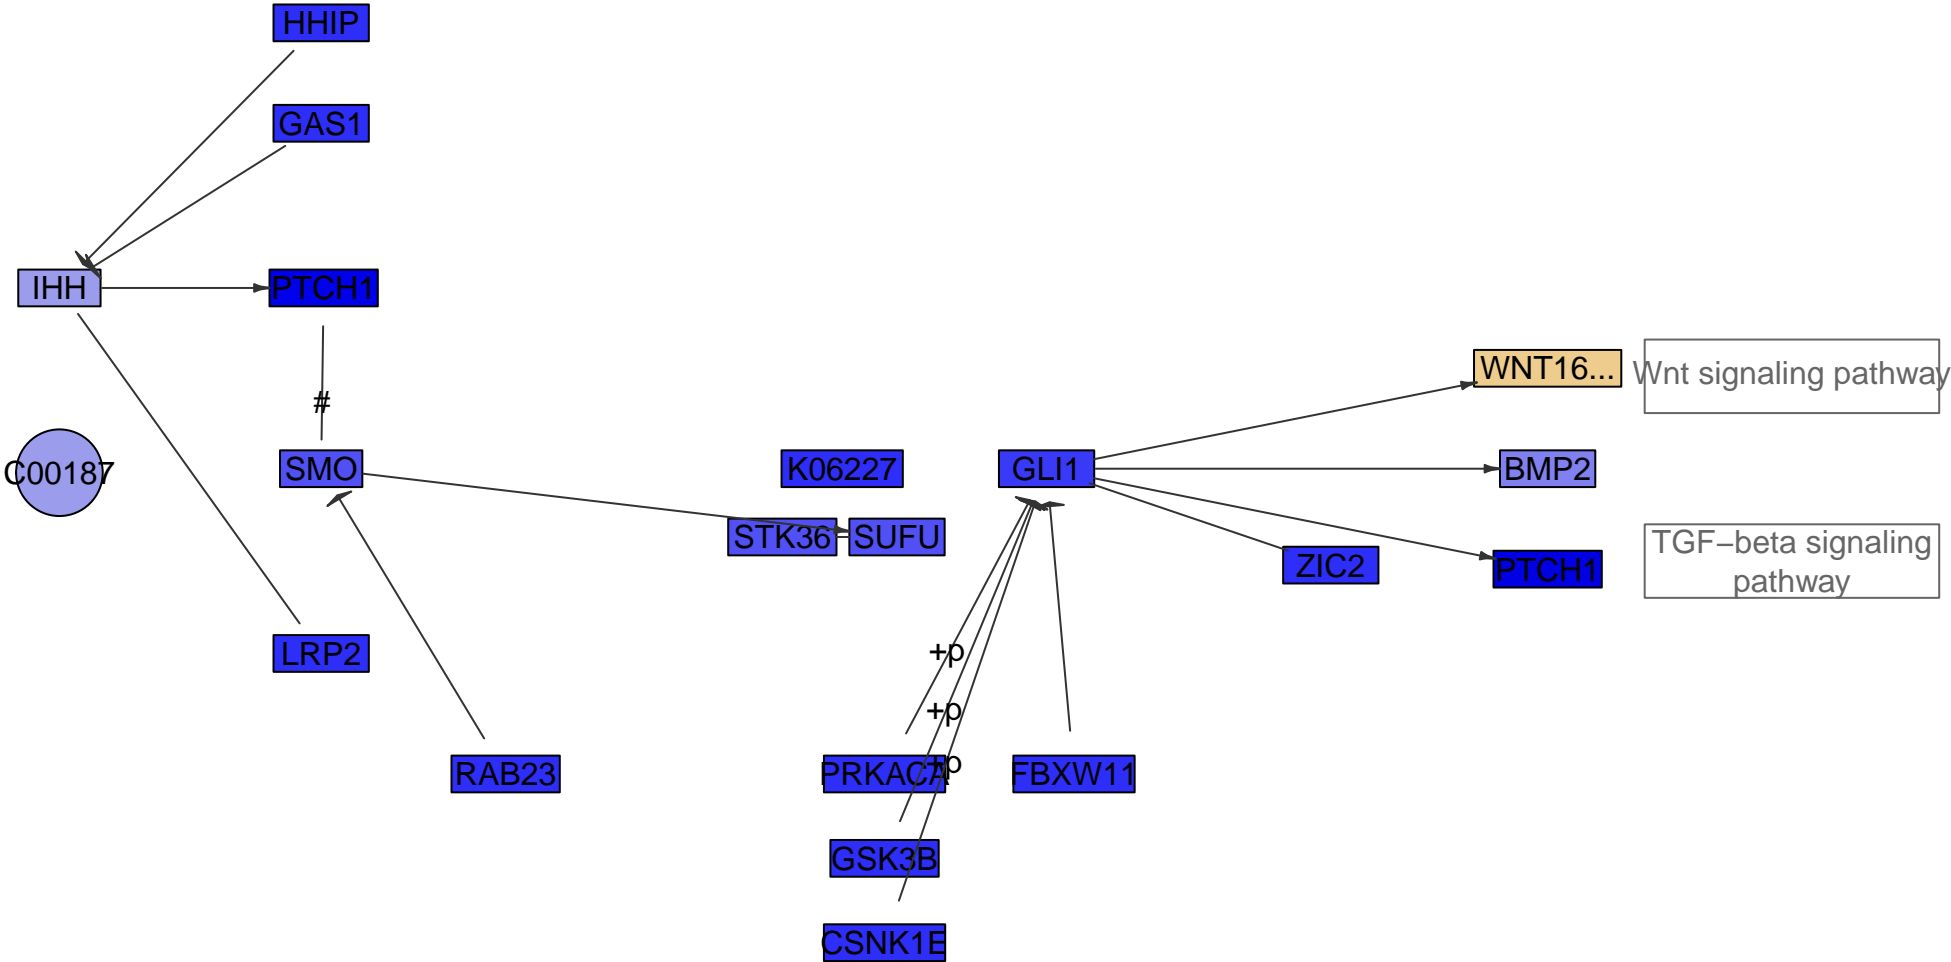 HHIP
GAS1
IHH
PTCH1
WNT16...
Wnt signaling pathway
#
C00187
SMO
K06227
GLI1
BMP2
STK36
SUFU
ZIC2
PTCH1
TGF−beta signaling
pathway
LRP2
+p
+p
+p
RAB23
PRKACA
FBXW11
GSK3B
CSNK1E